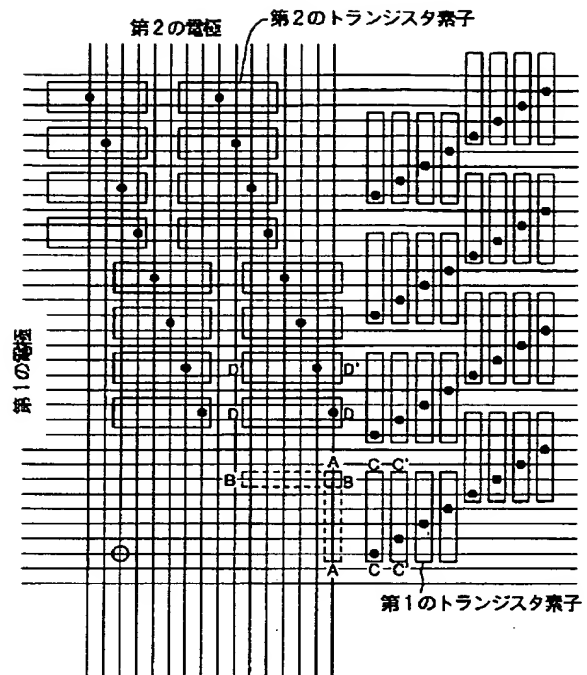 第2のトランジスタ素子
第2の電極
第1の電極
D' D'
D D
A C C'
B B
A C C'
第1のトランジスタ素子